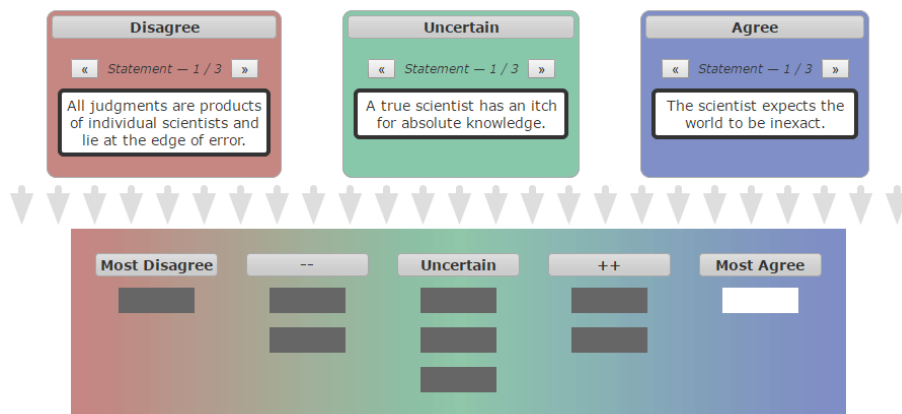 Disagree
« Statement — 1 / 3 »
All judgments are products
of individual scientists and
lie at the edge of error.
Uncertain
« Statement — 1 / 3 »
A true scientist has an itch
for absolute knowledge.
Agree
« Statement — 1 / 3 »
The scientist expects the
world to be inexact.
Most Disagree
--
Uncertain
++
Most Agree